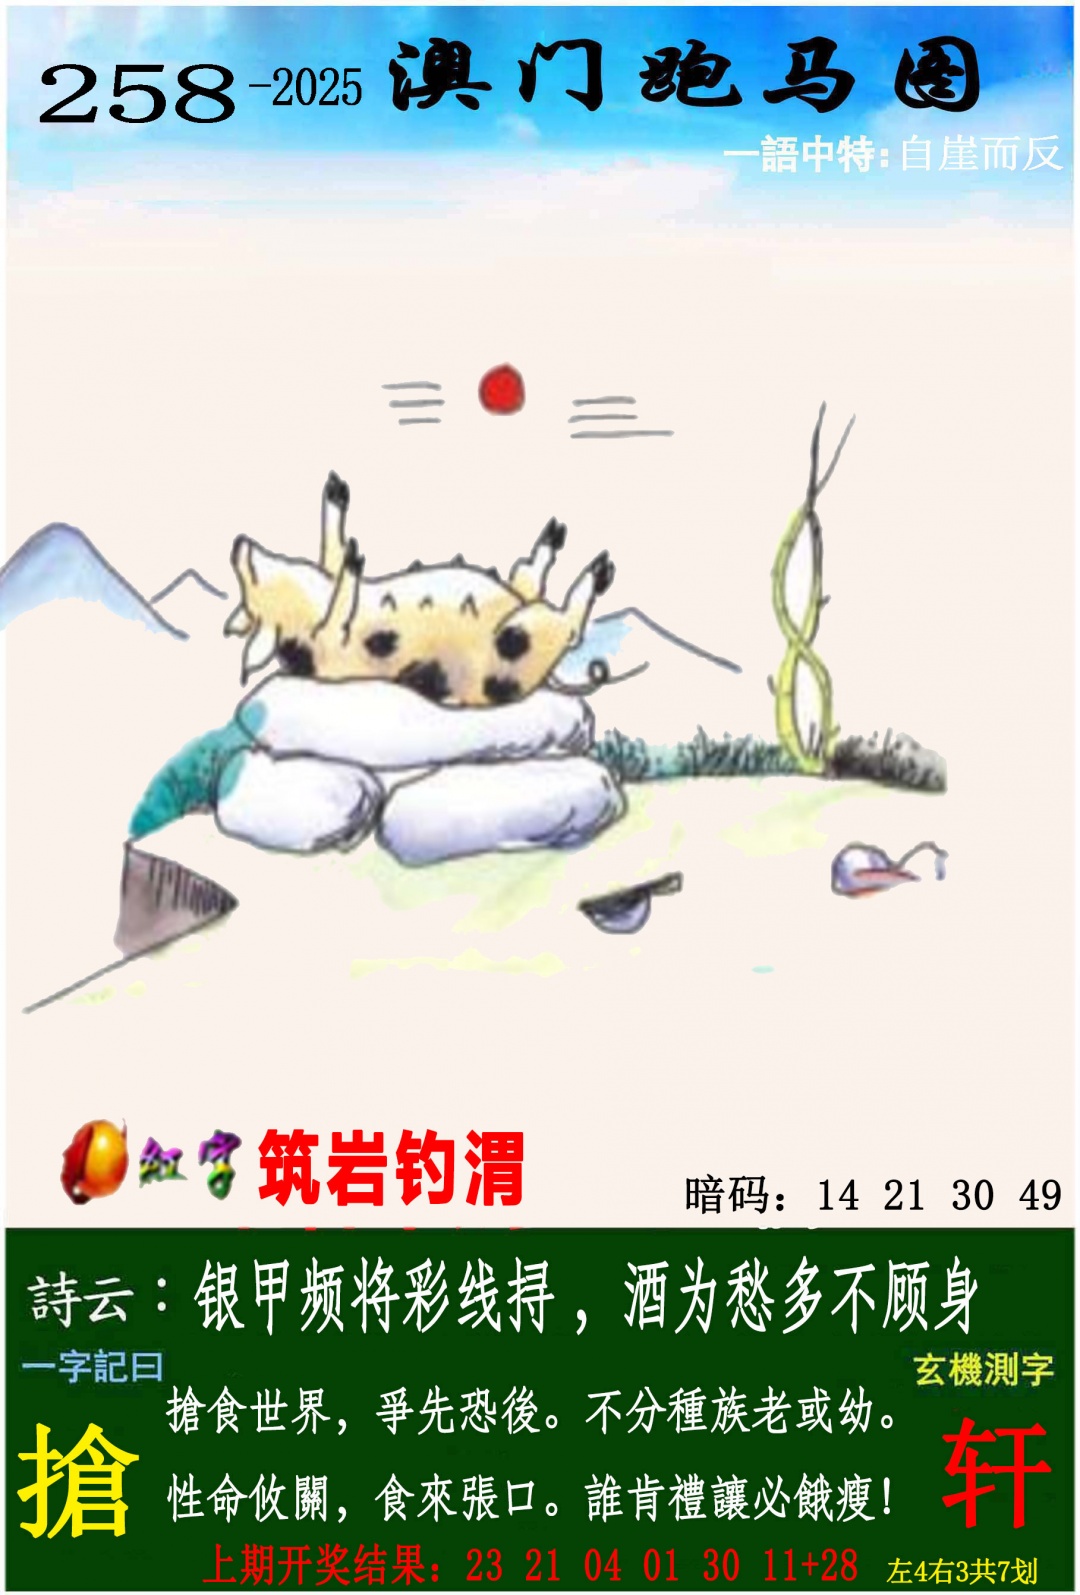 258-2025 澳门跑马图
一語中特:自崖而反
红字 筑岩钓渭
暗码：14 21 30 49
詩云：银甲频将彩线挦，酒为愁多不顾身
一字記日
玄機測字
搶食世界，爭先恐後。不分種族老或幼。
搶
轩
性命攸關，食來張口。誰肯禮讓必餓瘦!
上期开奖结果：23 21 04 01 30 11+28
左4右3共7划